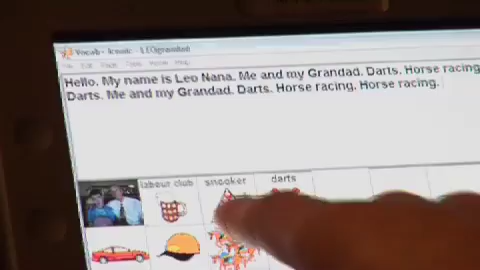 Hello. My name is Leo Nana. Me and my Grandad. Darts. Horse racing
Darts. Me and my Grandad. Darts. Horse racing. Horse racing.
labour club snooker darts